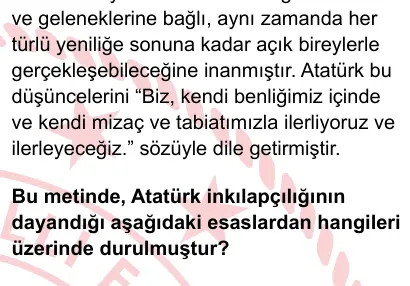 ve geleneklerine bağlı, aynı zamanda her
türlü yeniliğe sonuna kadar açık bireylerle
gerçekleşebileceğine inanmıştır. Atatürk bu
düşüncelerini “Biz, kendi benliğimiz içinde
ve kendi mizaç ve tabiatımızla ilerliyoruz ve
ilerleyeceğiz.” sözüyle dile getirmiştir.
Bu metinde, Atatürk inkılapçılığının
dayandığı aşağıdaki esaslardan hangileri
üzerinde durulmuştur?